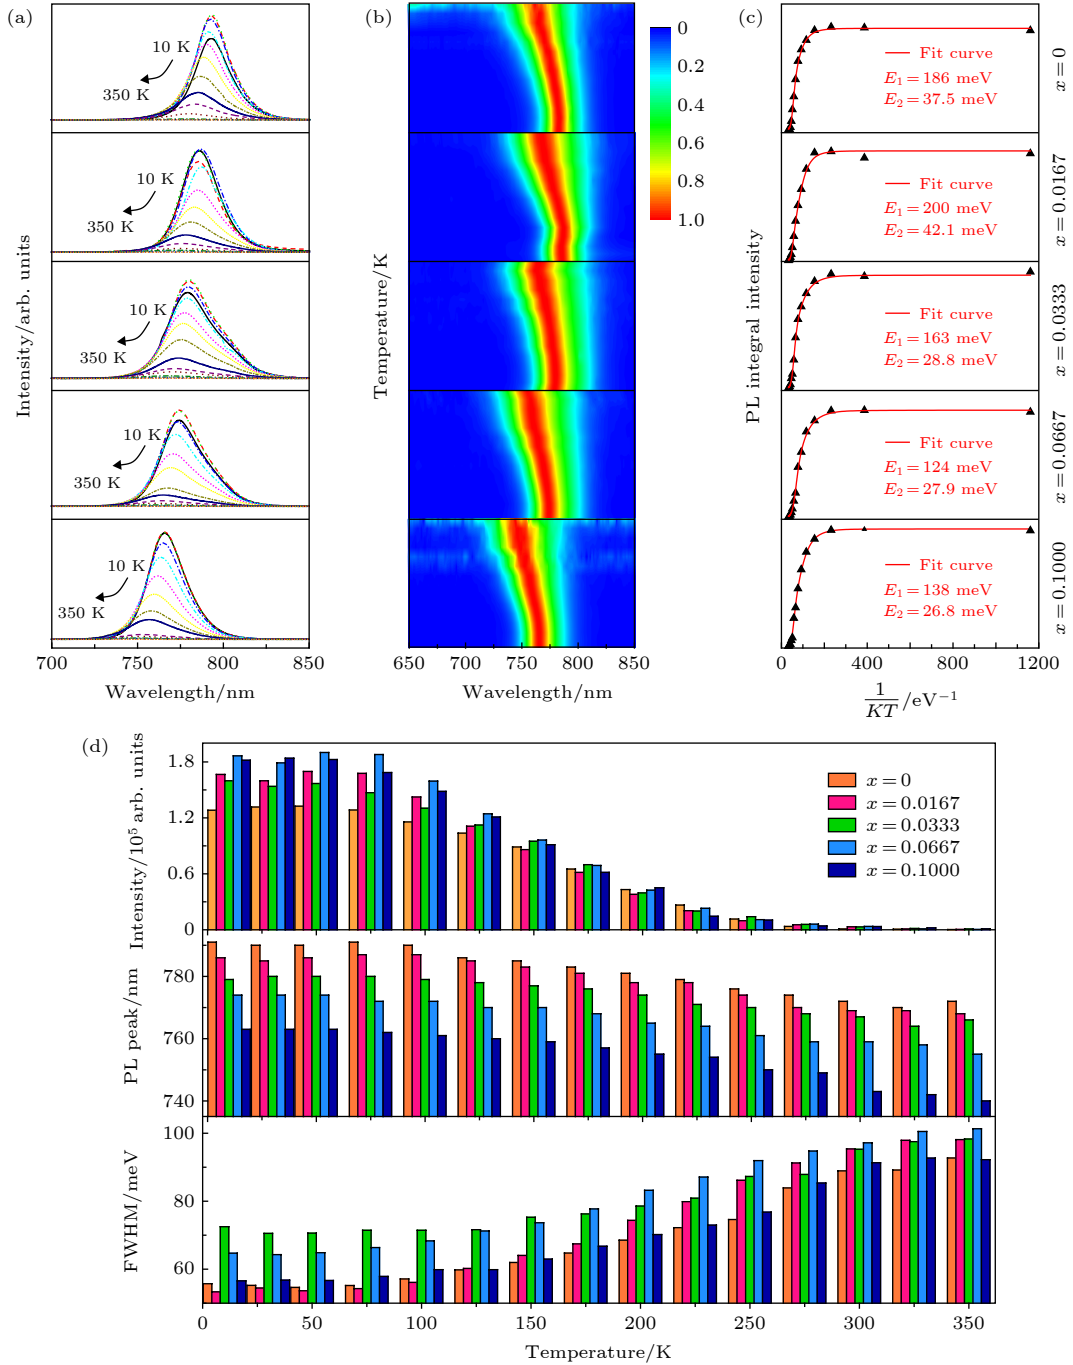 (a)
Intensity/arb. units
10 K
350 K
10 K
350 K
10 K
350 K
10 K
350 K
10 K
350 K
700 750 800 850
Wavelength/nm
(b)
Temperature/K
0
0.2
0.4
0.6
0.8
1.0
650 700 750 800 850
Wavelength/nm
(c)
PL integral intensity
Fit curve
E₁ = 186 meV
E₂ = 37.5 meV
x = 0
Fit curve
E₁ = 200 meV
E₂ = 42.1 meV
x = 0.0167
Fit curve
E₁ = 163 meV
E₂ = 28.8 meV
x = 0.0333
Fit curve
E₁ = 124 meV
E₂ = 27.9 meV
x = 0.0667
Fit curve
E₁ = 138 meV
E₂ = 26.8 meV
x = 0.1000
0 400 800 1200
1/KT /eV⁻¹
(d)
Intensity/10⁵ arb. units
1.8
1.2
0.6
0
x = 0
x = 0.0167
x = 0.0333
x = 0.0667
x = 0.1000
PL peak/nm
780
760
740
FWHM/meV
100
80
60
0 50 100 150 200 250 300 350
Temperature/K